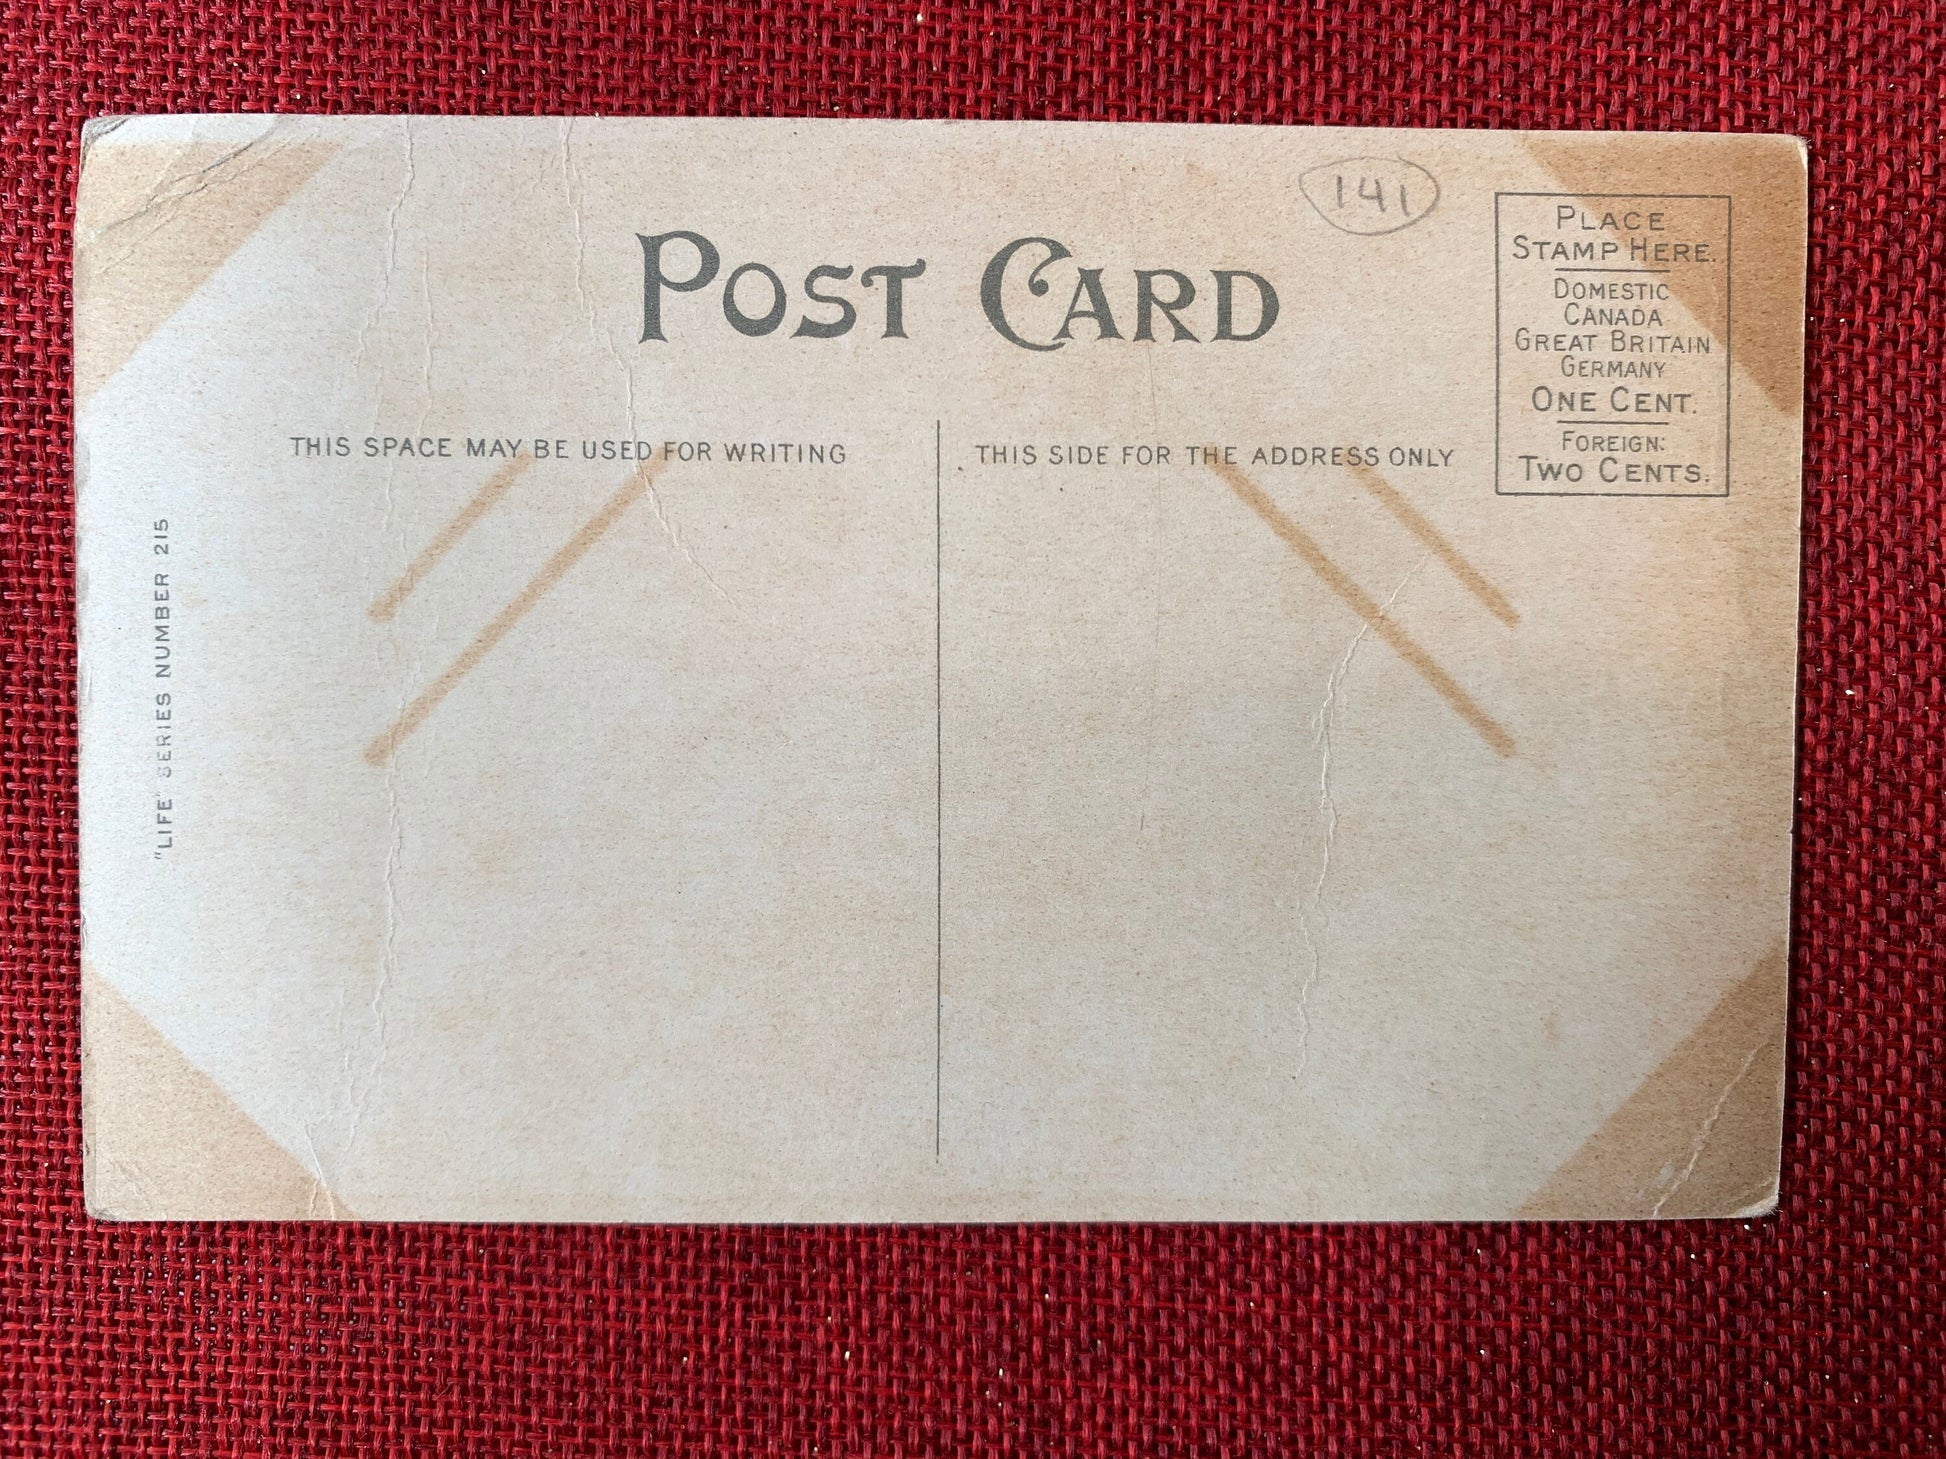 141
POST CARD
PLACE
STAMP HERE.
DOMESTIC
CANADA
GREAT BRITAIN
GERMANY
ONE CENT.
FOREIGN:
TWO CENTS.
THIS SPACE MAY BE USED FOR WRITING
THIS SIDE FOR THE ADDRESS ONLY
"LIFE' SERIES NUMBER 215